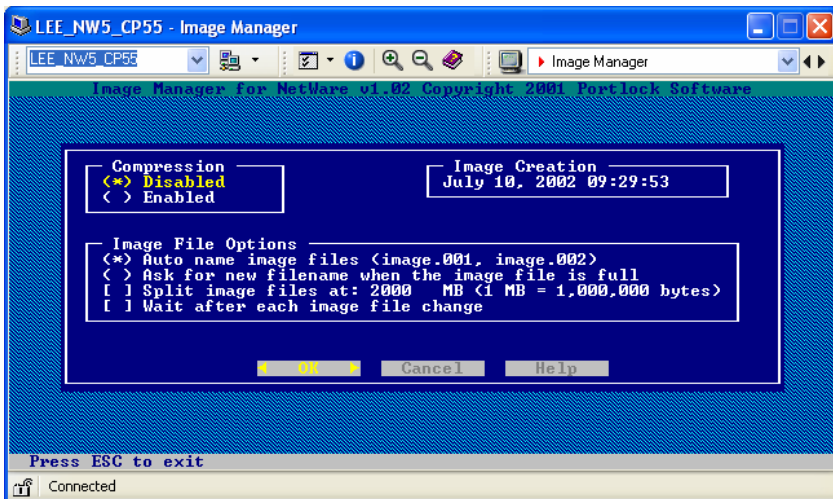 LEE_NW5_CP55 - Image Manager
LEE_NW5_CP55 Image Manager
Image Manager for NetWare v1.02 Copyright 2001 Portlock Software
Compression
(*) Disabled
( ) Enabled
Image Creation
July 10, 2002 09:29:53
Image File Options
(*) Auto name image files (image.001, image.002)
( ) Ask for new filename when the image file is full
[ ] Split image files at: 2000 MB (1 MB = 1,000,000 bytes)
[ ] Wait after each image file change
OK Cancel Help
Press ESC to exit
Connected